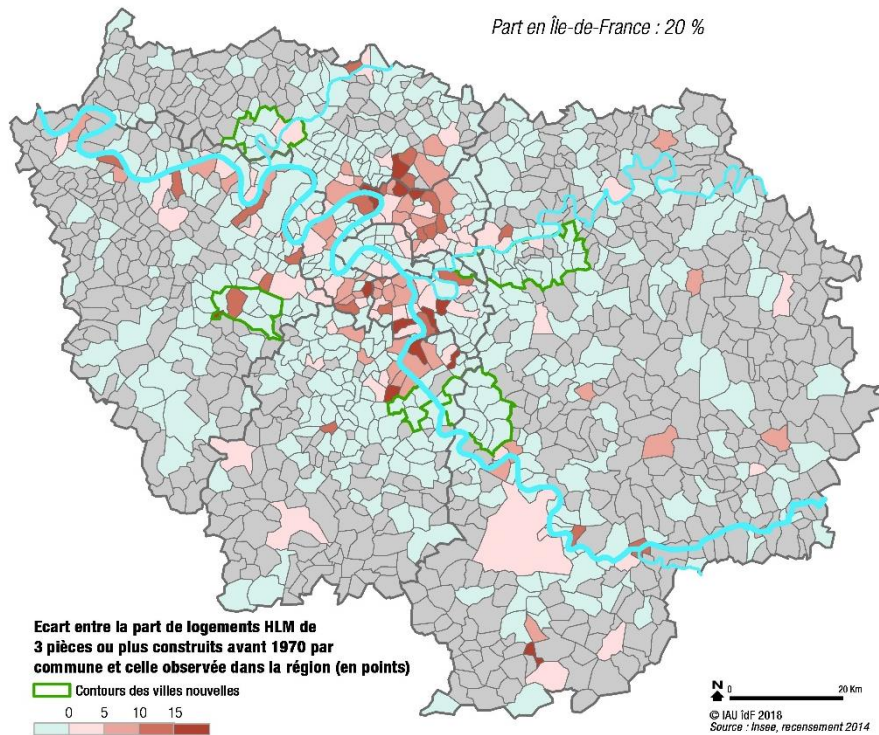 Part en Île-de-France : 20 %
Ecart entre la part de logements HLM de
3 pièces ou plus construits avant 1970 par
commune et celle observée dans la région (en points)
Contours des villes nouvelles
0 5 10 15
N
0 20 Km
© IAU îdF 2018
Source : Insee, recensement 2014